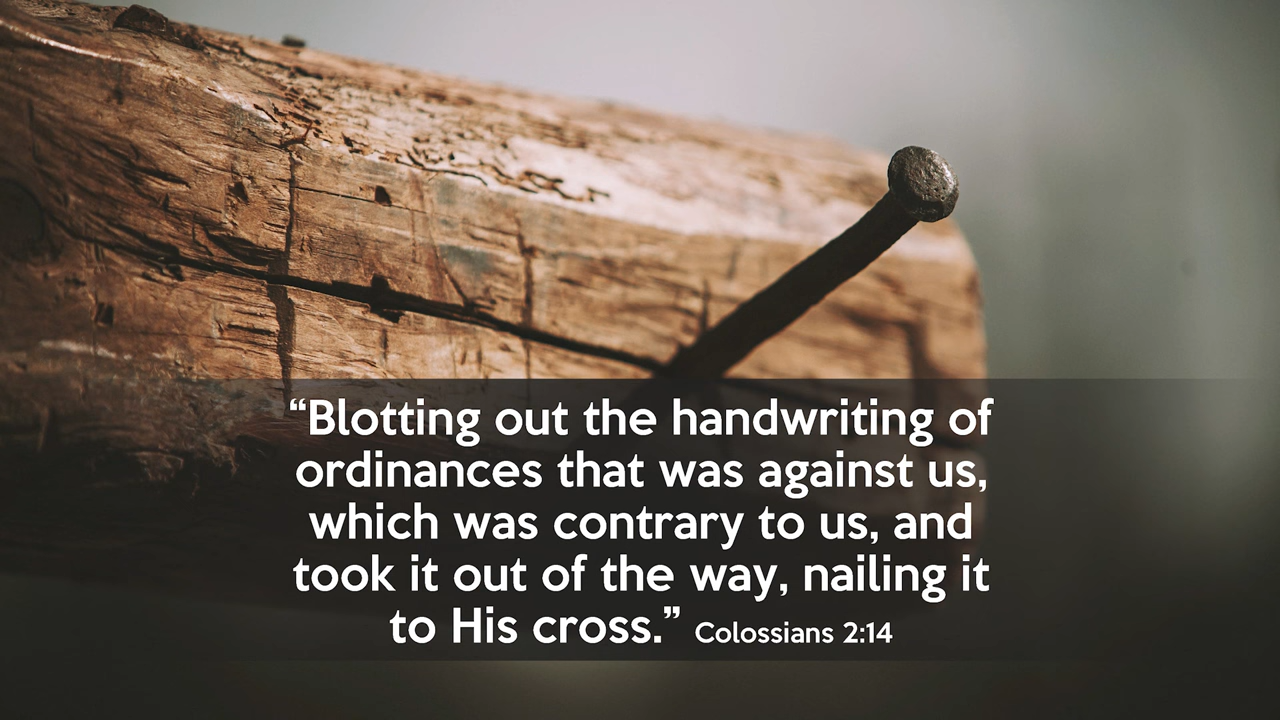 “Blotting out the handwriting of
ordinances that was against us,
which was contrary to us, and
took it out of the way, nailing it
to His cross.” Colossians 2:14